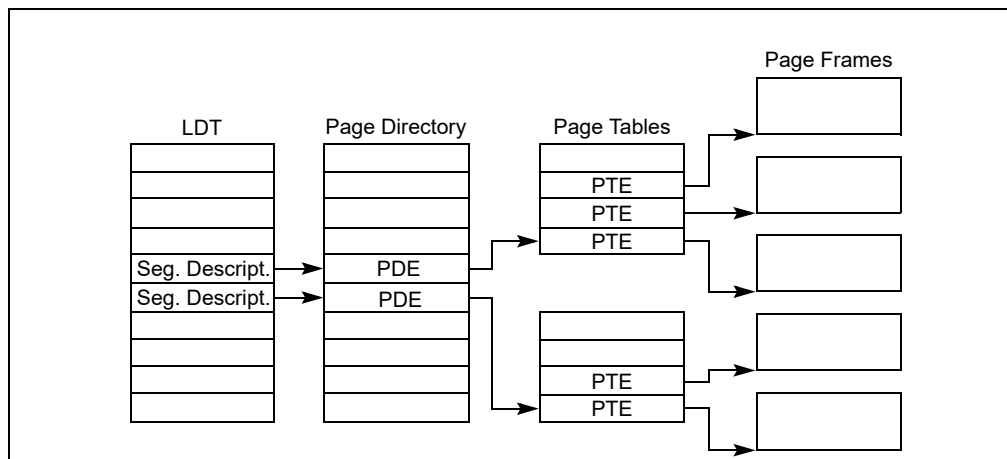 Page Frames
LDT
Page Directory
Page Tables
PTE
PTE
PTE
Seg. Descript.
PDE
Seg. Descript.
PDE
PTE
PTE